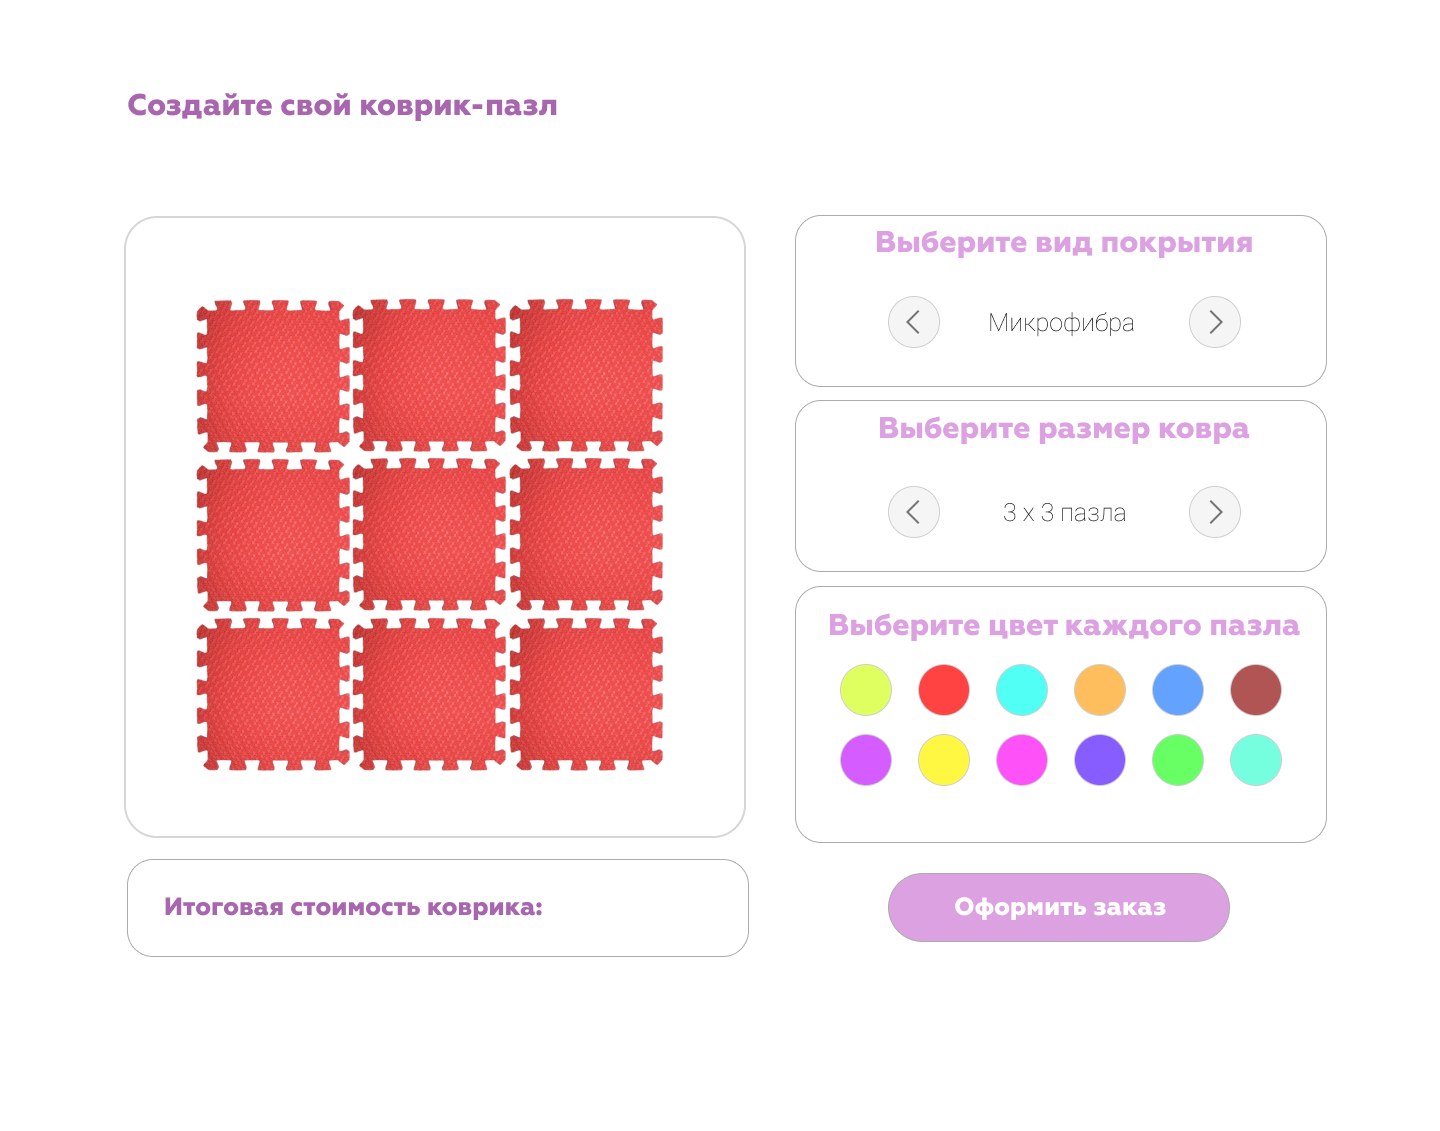 Создайте свой коврик-пазл
Выберите вид покрытия
Микрофибра
Выберите размер ковра
3 x 3 пазла
Выберите цвет каждого пазла
Итоговая стоимость коврика:
Оформить заказ